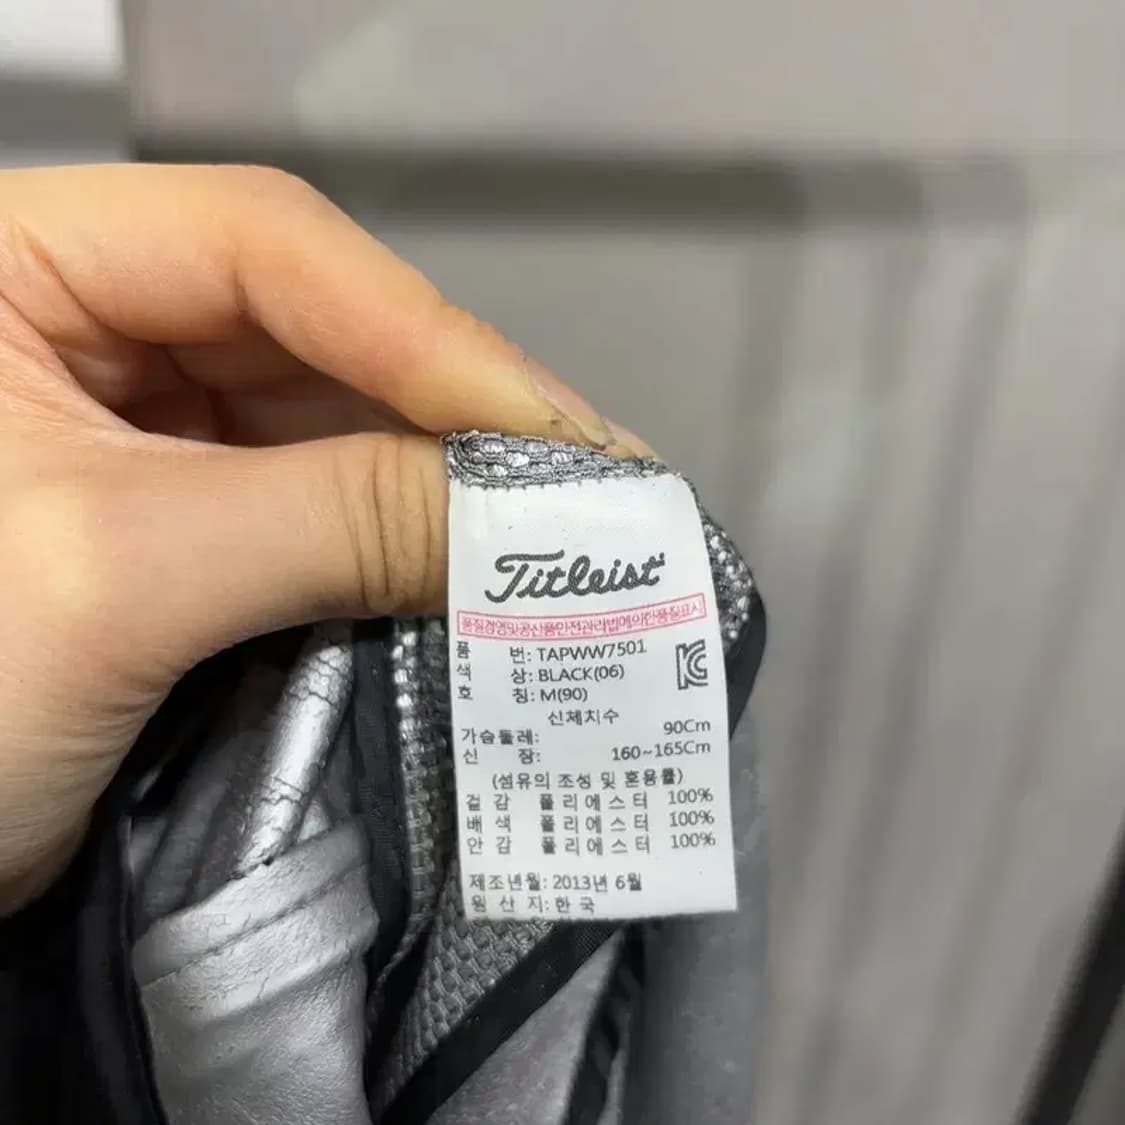 Titleist
품질경영및공산품안전관리법에의한품질표시
품 번: TAPWW7501
색 상: BLACK(06)
호 칭: M(90)
KC
신체치수
가슴둘레: 90Cm
신 장: 160~165Cm
(섬유의 조성 및 혼용률)
겉 감 폴 리 에 스 터 100%
배 색 폴 리 에 스 터 100%
안 감 폴 리 에 스 터 100%
제조년월: 2013년 6월
원 산 지: 한 국